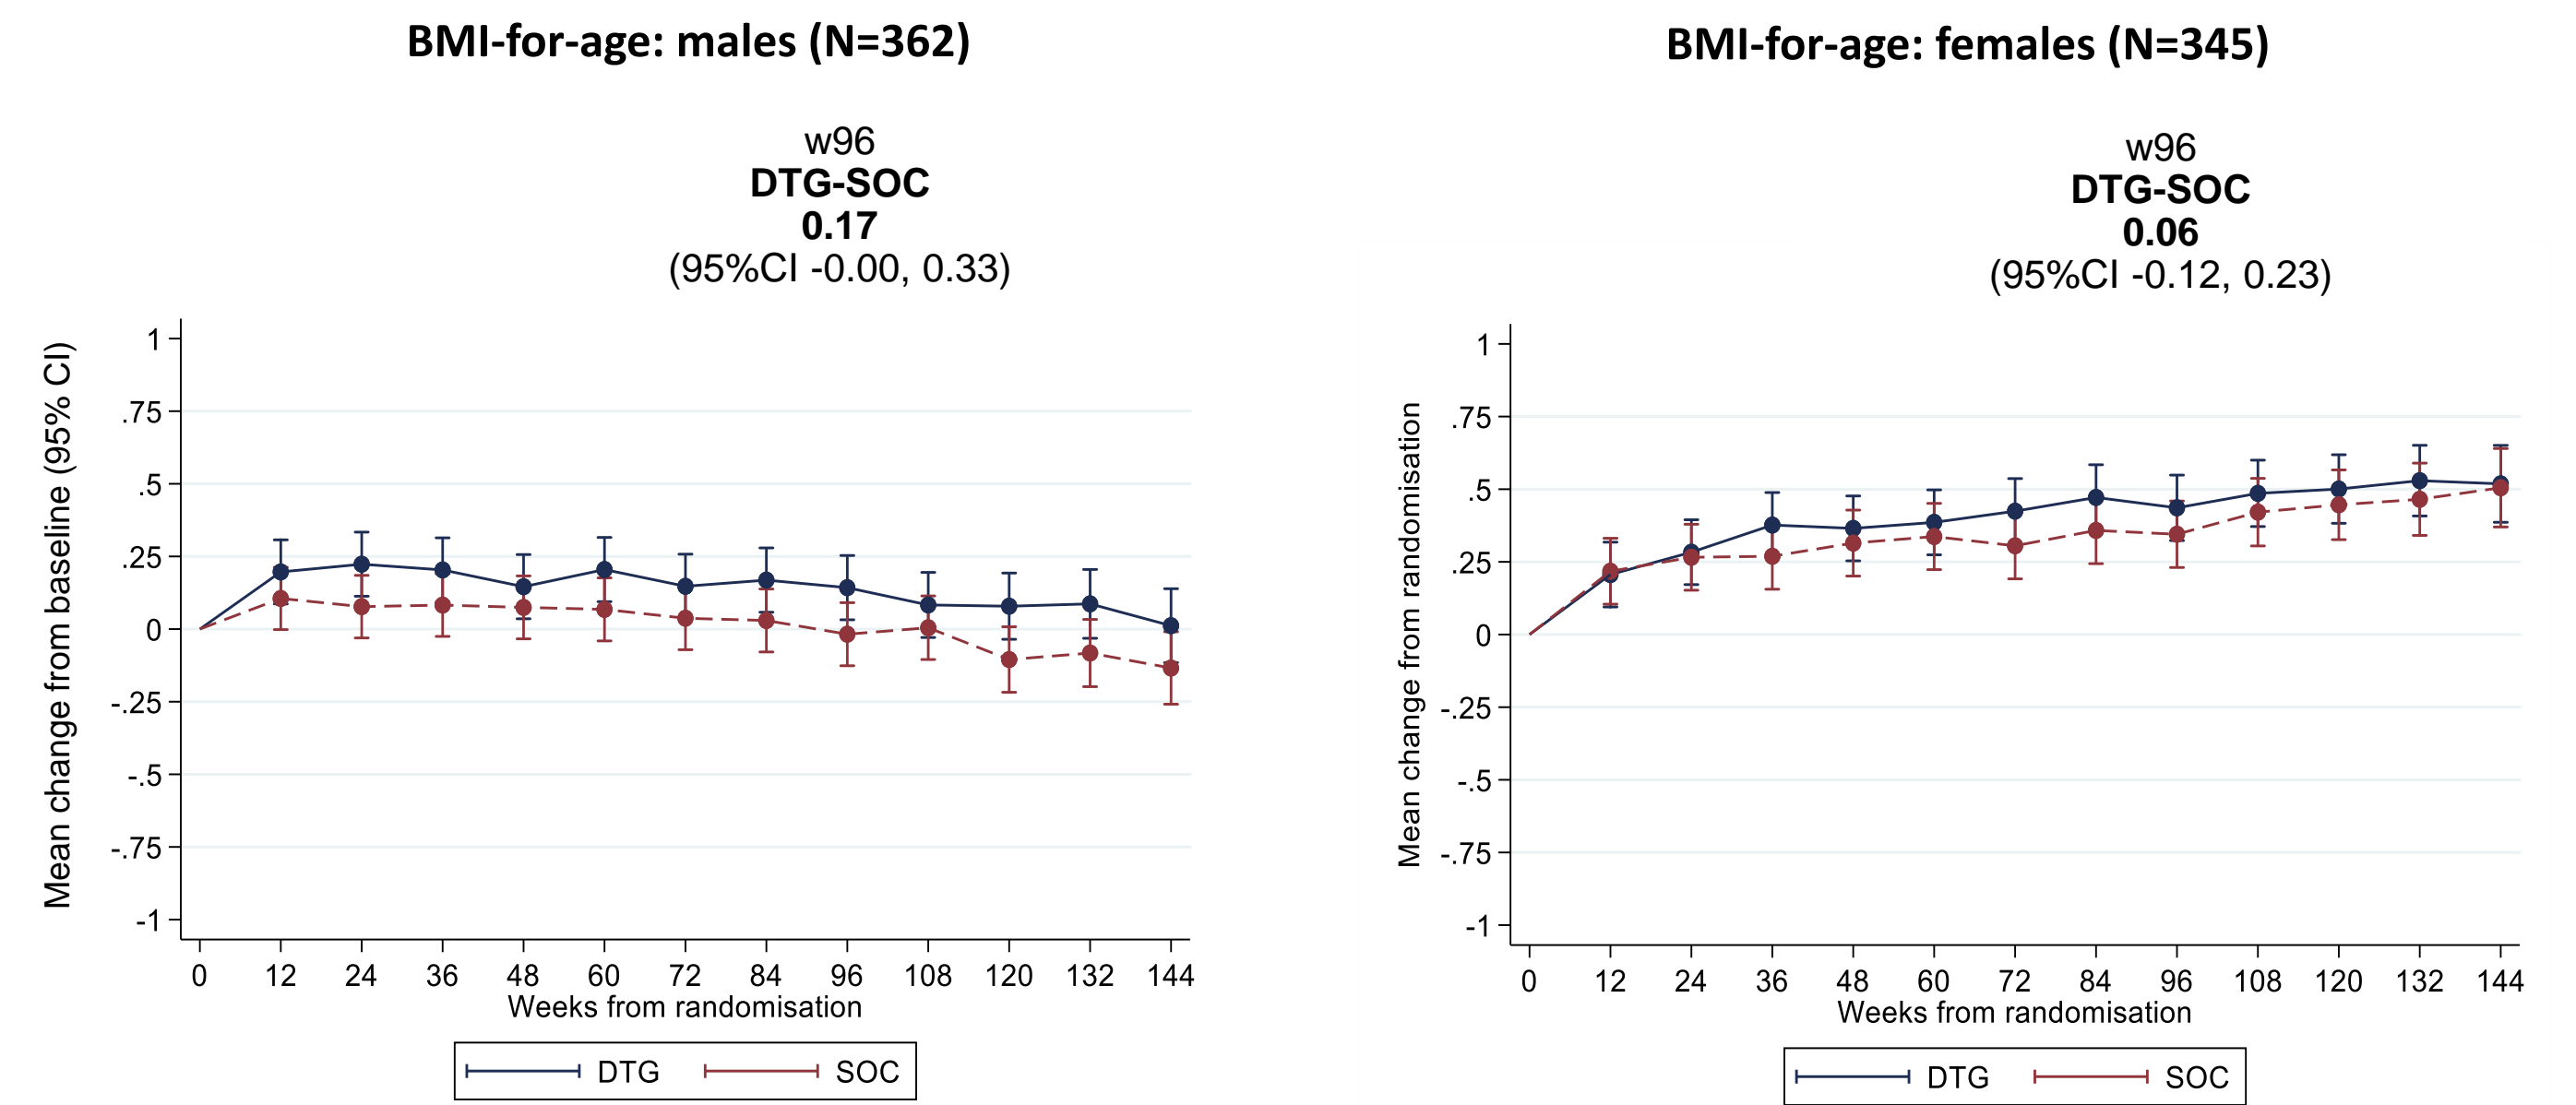 BMI-for-age: males (N=362)
w96
DTG-SOC
0.17
(95%CI -0.00, 0.33)
Mean change from baseline (95% CI)
1
.75
.5
.25
0
-.25
-.5
-.75
-1
0 12 24 36 48 60 72 84 96 108 120 132 144
Weeks from randomisation
DTG SOC
BMI-for-age: females (N=345)
w96
DTG-SOC
0.06
(95%CI -0.12, 0.23)
Mean change from randomisation
1
.75
.5
.25
0
-.25
-.5
-.75
-1
0 12 24 36 48 60 72 84 96 108 120 132 144
Weeks from randomisation
DTG SOC